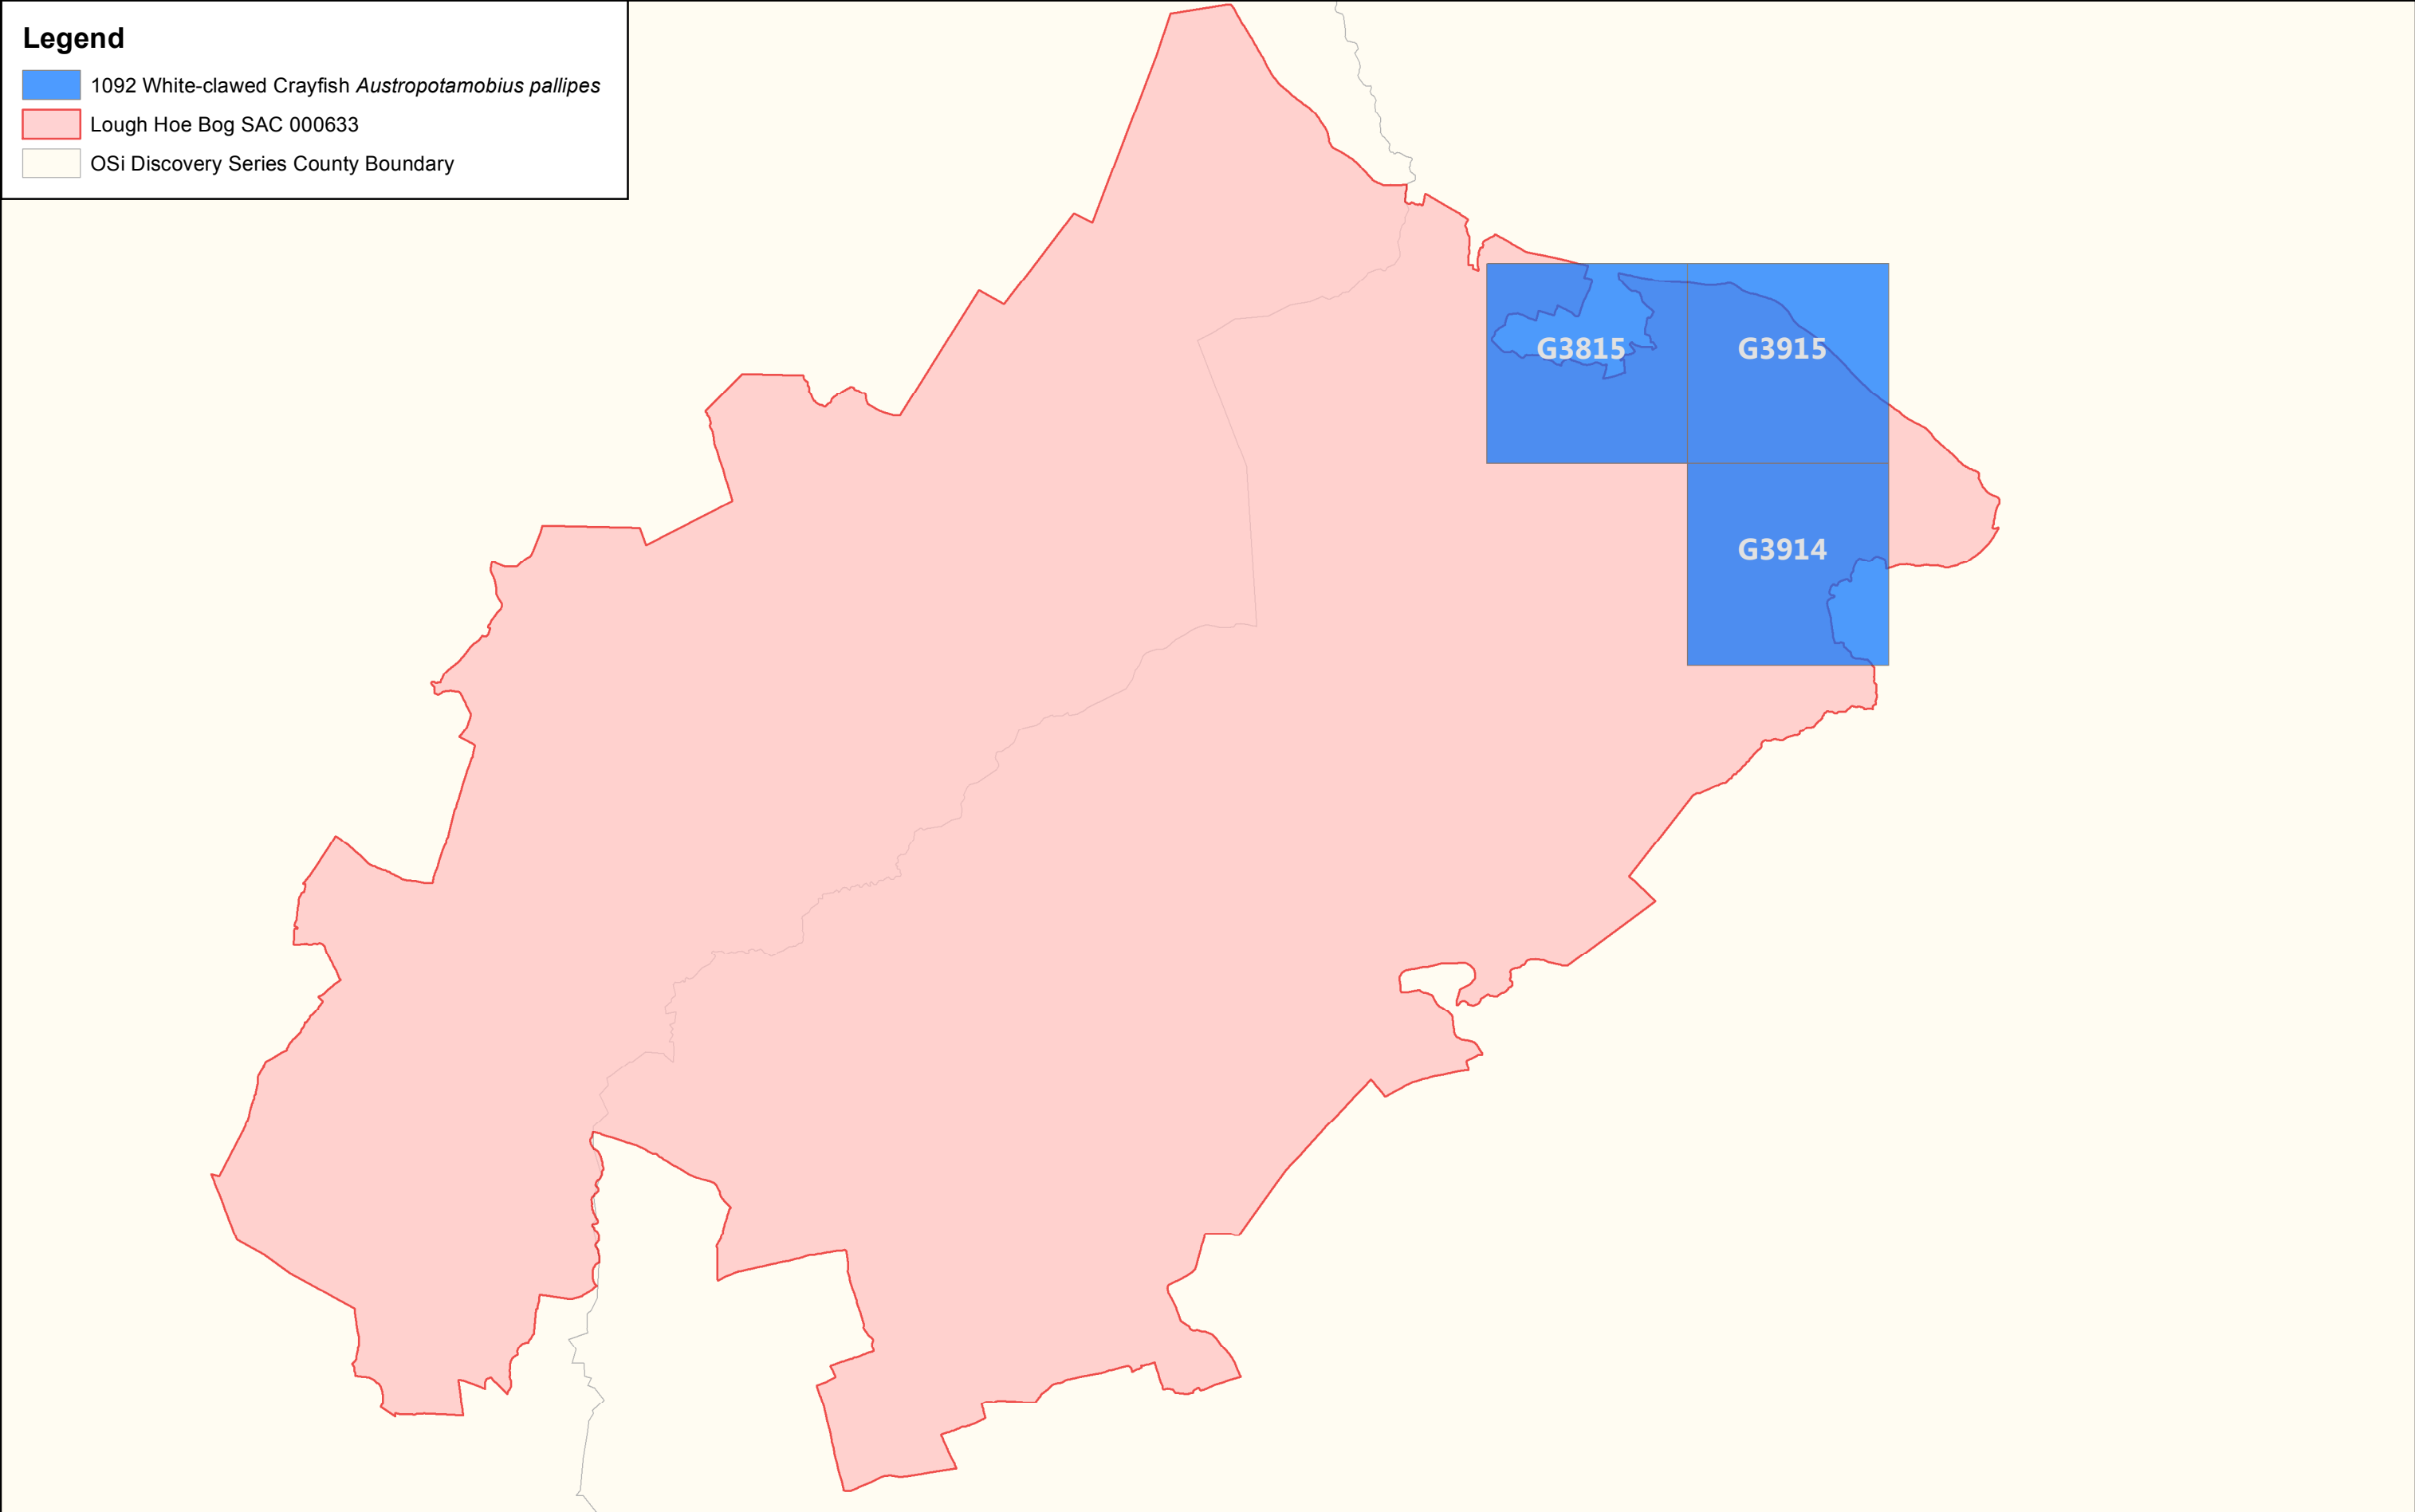 Legend
1092 White-clawed Crayfish Austropotamobius pallipes
Lough Hoe Bog SAC 000633
OSi Discovery Series County Boundary
G3815
G3915
G3914